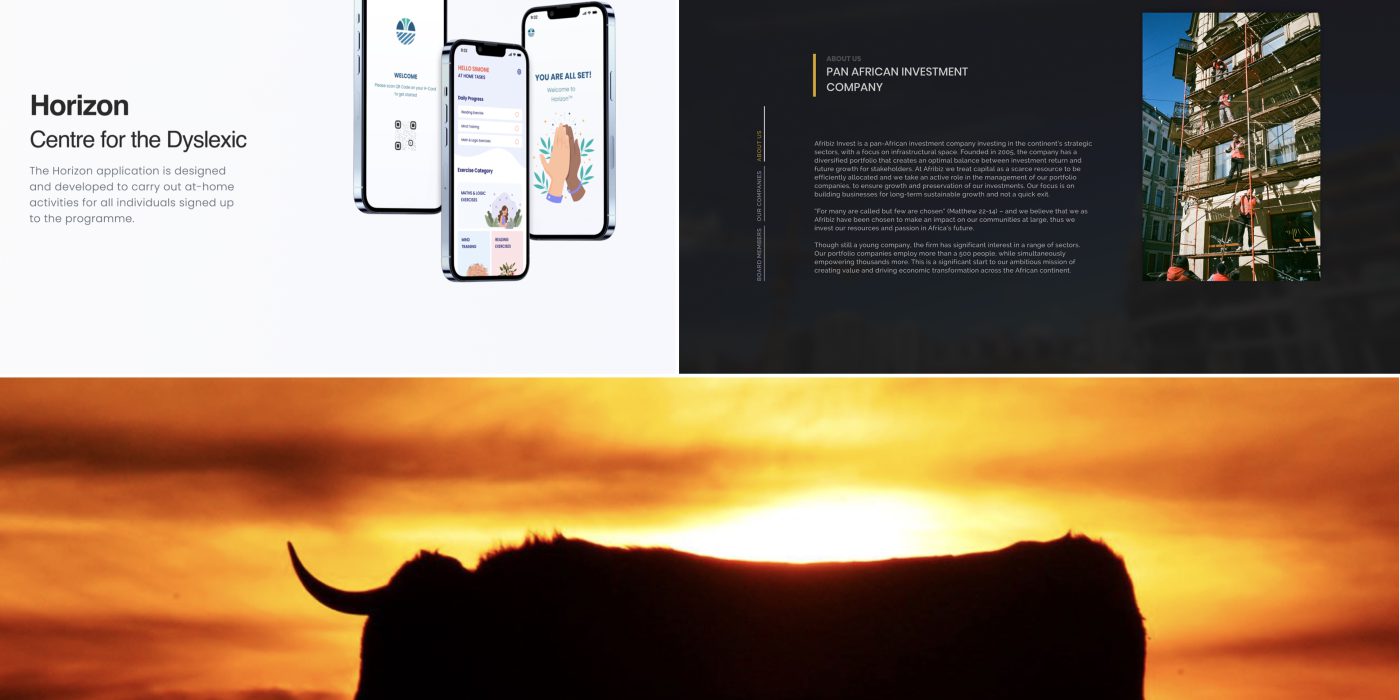 Horizon
Centre for the Dyslexic
The Horizon application is designed
and developed to carry out at-home
activities for all individuals signed up
to the programme.
WELCOME
Please scan QR Code on your H-Card
to get started
9:02
HELLO SIMONE
AT HOME TASKS
Daily Progress
Reading Exercise
Mind Training
Math & Logic Exercises
Exercise Category
MATHS & LOGIC
EXERCISES
MIND
TRAINING
READING
EXERCISES
9:02
YOU ARE ALL SET!
Welcome to
Horizon™
ABOUT US
PAN AFRICAN INVESTMENT
COMPANY
ABOUT US
OUR COMPANIES
BOARD MEMBERS
Afribiz Invest is a pan-African investment company investing in the continent's strategic
sectors, with a focus on infrastructural space. Founded in 2005, the company has a
diversified portfolio that creates an optimal balance between investment return and
future growth for stakeholders. At Afribiz we treat capital as a scarce resource to be
efficiently allocated and we take an active role in the management of our portfolio
companies, to ensure growth and preservation of our investments. Our focus is on
building businesses for long-term sustainable growth and not a quick exit.
"For many are called but few are chosen" (Matthew 22-14) – and we believe that we as
Afribiz have been chosen to make an impact on our communities at large, thus we
invest our resources and passion in Africa's future.
Though still a young company, the firm has significant interest in a range of sectors.
Our portfolio companies employ more than a 500 people, while simultaneously
empowering thousands more. This is a significant start to our ambitious mission of
creating value and driving economic transformation across the African continent.